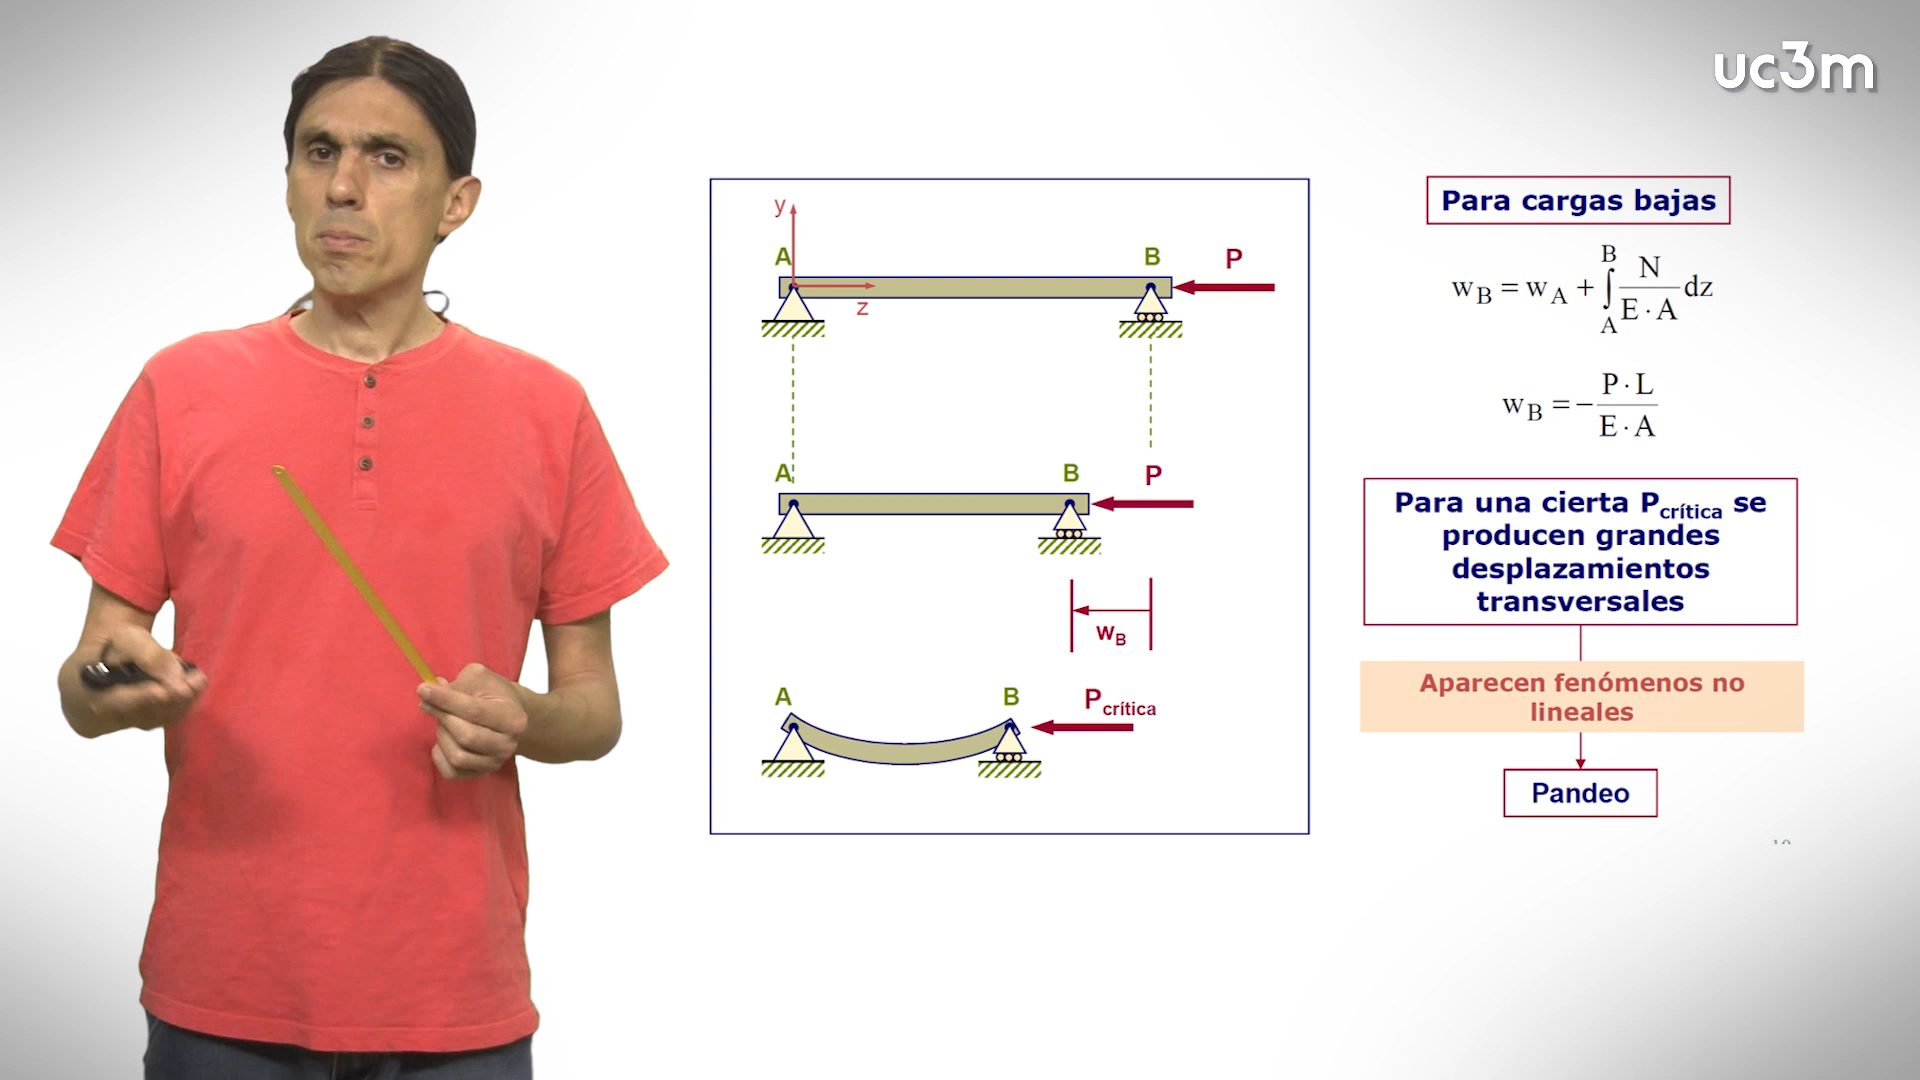 uc3m
y
A
B
P
z
A
B
P
wB
A
B
Pcrítica
Para cargas bajas
wB = wA + ∫AB N / E · A dz
wB = − P · L / E · A
Para una cierta Pcrítica se
producen grandes
desplazamientos
transversales
Aparecen fenómenos no
lineales
Pandeo